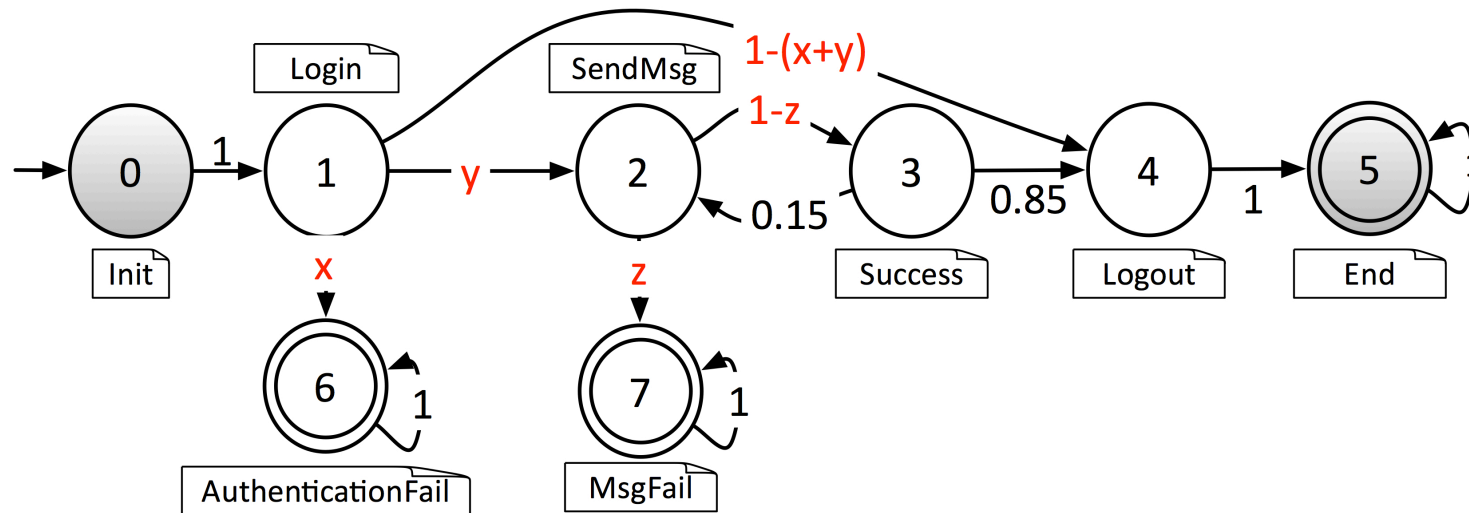 Login
SendMsg
1-(x+y)
1-z
0
1
1
y
2
3
0.15
0.85
4
1
5
Init
x
z
Success
Logout
End
6
1
7
1
AuthenticationFail
MsgFail